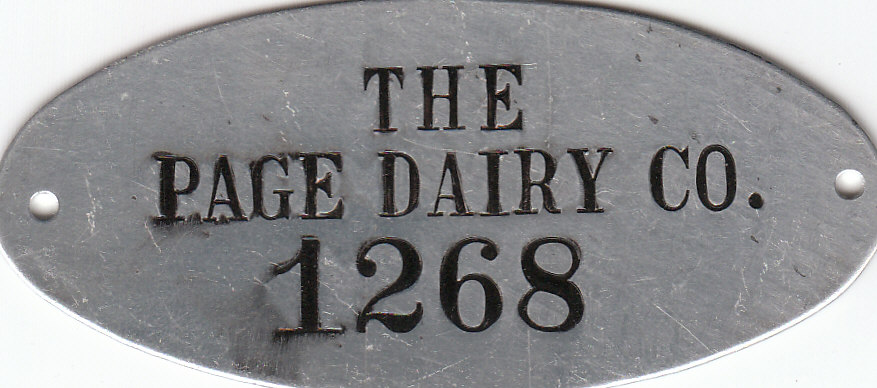 THE
PAGE DAIRY CO.
1268